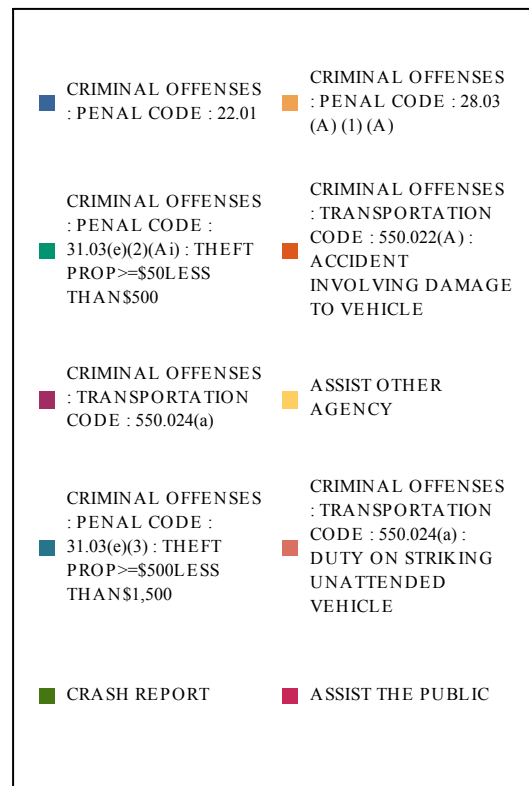 CRIMINAL OFFENSES
: PENAL CODE : 22.01
CRIMINAL OFFENSES
: PENAL CODE : 28.03
(A) (1) (A)
CRIMINAL OFFENSES
: PENAL CODE :
31.03(e)(2)(Ai) : THEFT
PROP>=$50LESS
THAN$500
CRIMINAL OFFENSES
: TRANSPORTATION
CODE : 550.022(A) :
ACCIDENT
INVOLVING DAMAGE
TO VEHICLE
CRIMINAL OFFENSES
: TRANSPORTATION
CODE : 550.024(a)
ASSIST OTHER
AGENCY
CRIMINAL OFFENSES
: PENAL CODE :
31.03(e)(3) : THEFT
PROP>=$500LESS
THAN$1,500
CRIMINAL OFFENSES
: TRANSPORTATION
CODE : 550.024(a) :
DUTY ON STRIKING
UNATTENDED
VEHICLE
CRASH REPORT
ASSIST THE PUBLIC